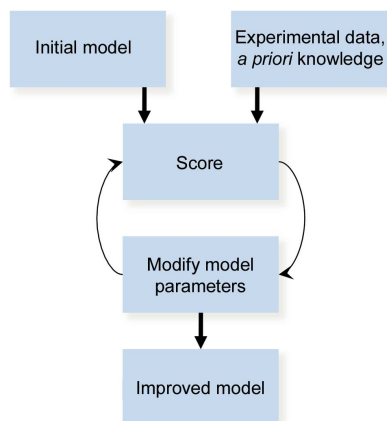 Initial model
Experimental data,
a priori knowledge
Score
Modify model
parameters
Improved model